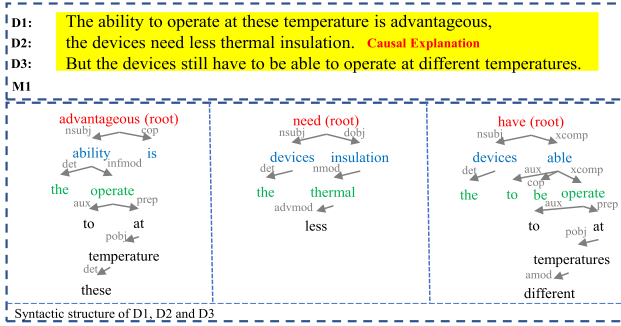 D1: The ability to operate at these temperature is advantageous,
D2: the devices need less thermal insulation. Causal Explanation
D3: But the devices still have to be able to operate at different temperatures.
M1
advantageous (root) need (root) have (root)
nsubj cop nsubj dobj nsubj xcomp
ability is devices insulation devices able
det infmod det nmod det aux cop xcomp
the operate the thermal the to be operate
aux prep advmod aux prep
to at less to at
pobj pobj
temperature temperatures
det amod
these different
Syntactic structure of D1, D2 and D3